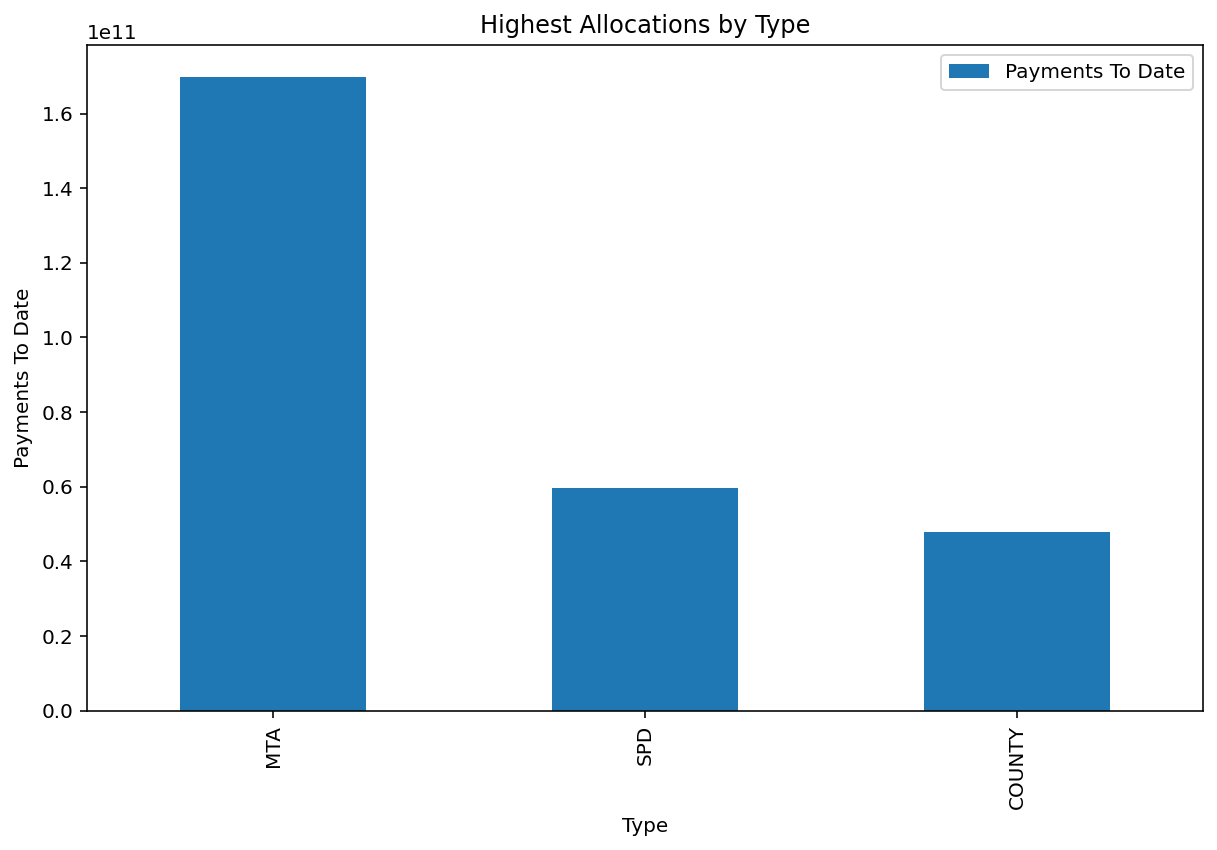 Highest Allocations by Type
1e11
Payments To Date
1.6
1.4
1.2
1.0
0.8
0.6
0.4
0.2
0.0
Payments To Date
MTA
SPD
COUNTY
Type